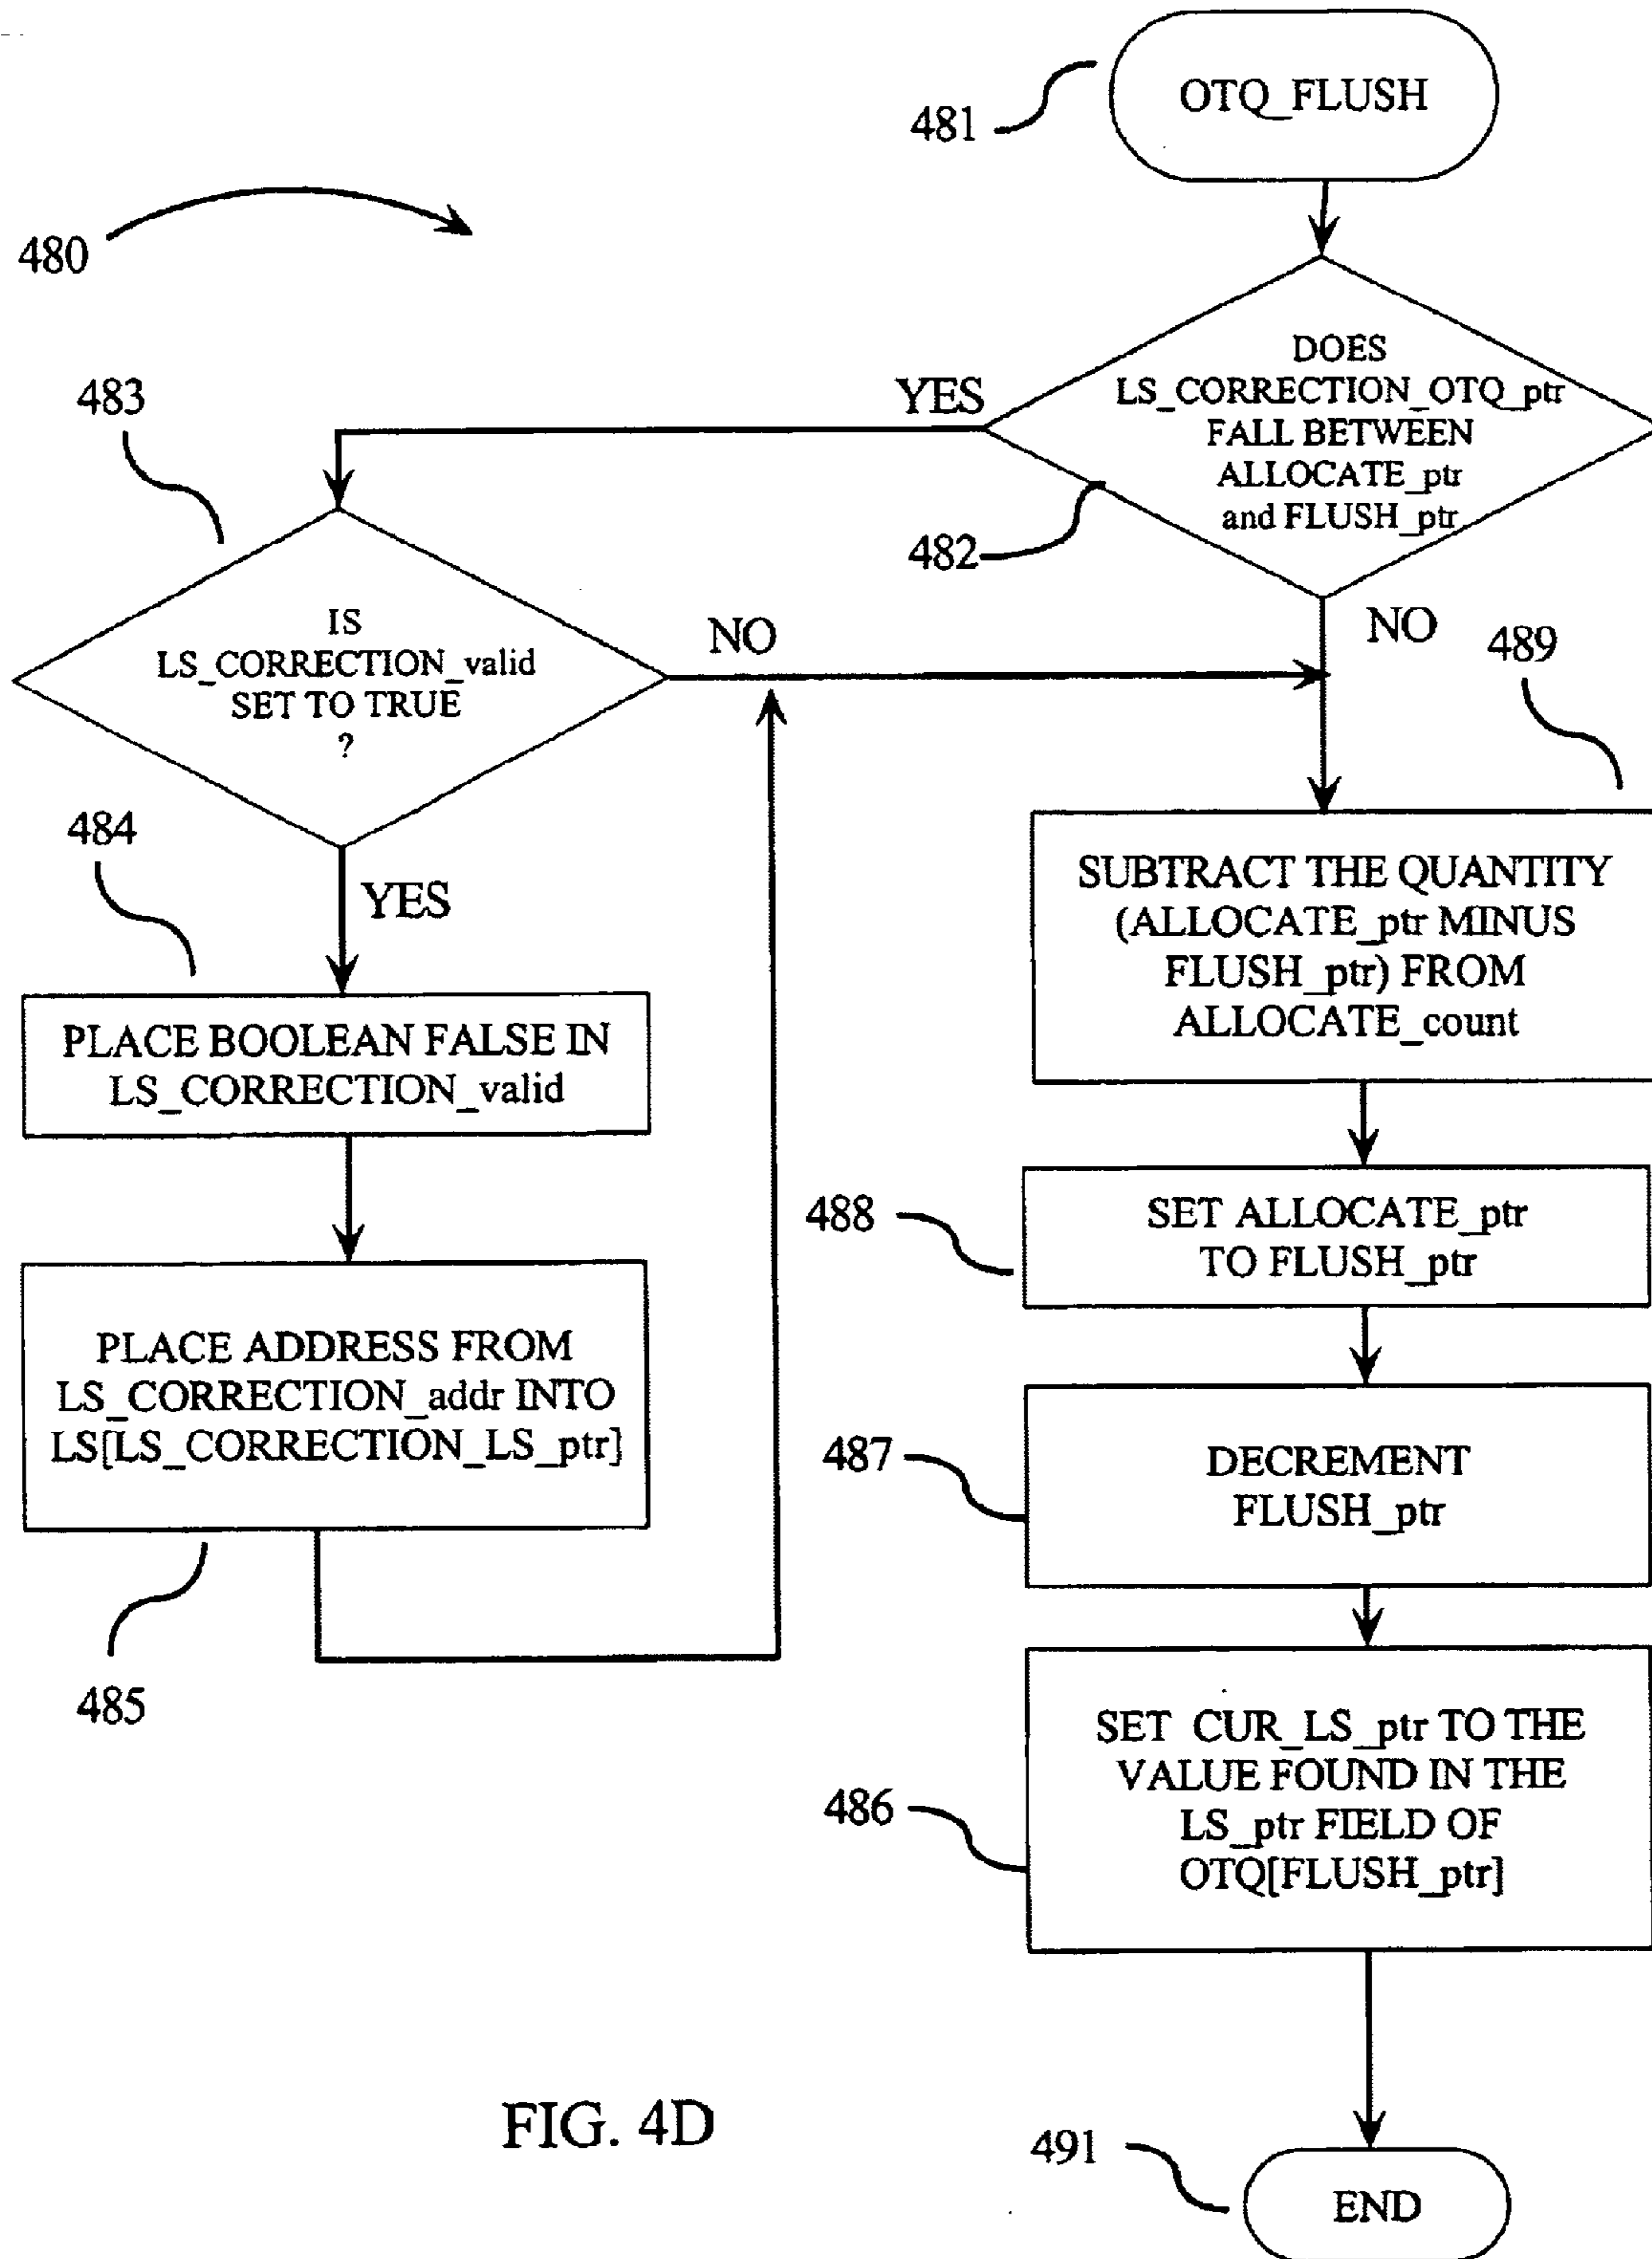 481
OTQ_FLUSH
480
DOES
LS_CORRECTION_OTQ_ptr
FALL BETWEEN
ALLOCATE_ptr
and FLUSH_ptr
YES
482
NO
483
IS
LS_CORRECTION_valid
SET TO TRUE
?
NO
489
484
YES
SUBTRACT THE QUANTITY
(ALLOCATE_ptr MINUS
FLUSH_ptr) FROM
ALLOCATE_count
PLACE BOOLEAN FALSE IN
LS_CORRECTION_valid
488
SET ALLOCATE_ptr
TO FLUSH_ptr
PLACE ADDRESS FROM
LS_CORRECTION_addr INTO
LS[LS_CORRECTION_LS_ptr]
485
487
DECREMENT
FLUSH_ptr
486
SET CUR_LS_ptr TO THE
VALUE FOUND IN THE
LS_ptr FIELD OF
OTQ[FLUSH_ptr]
FIG. 4D
491
END